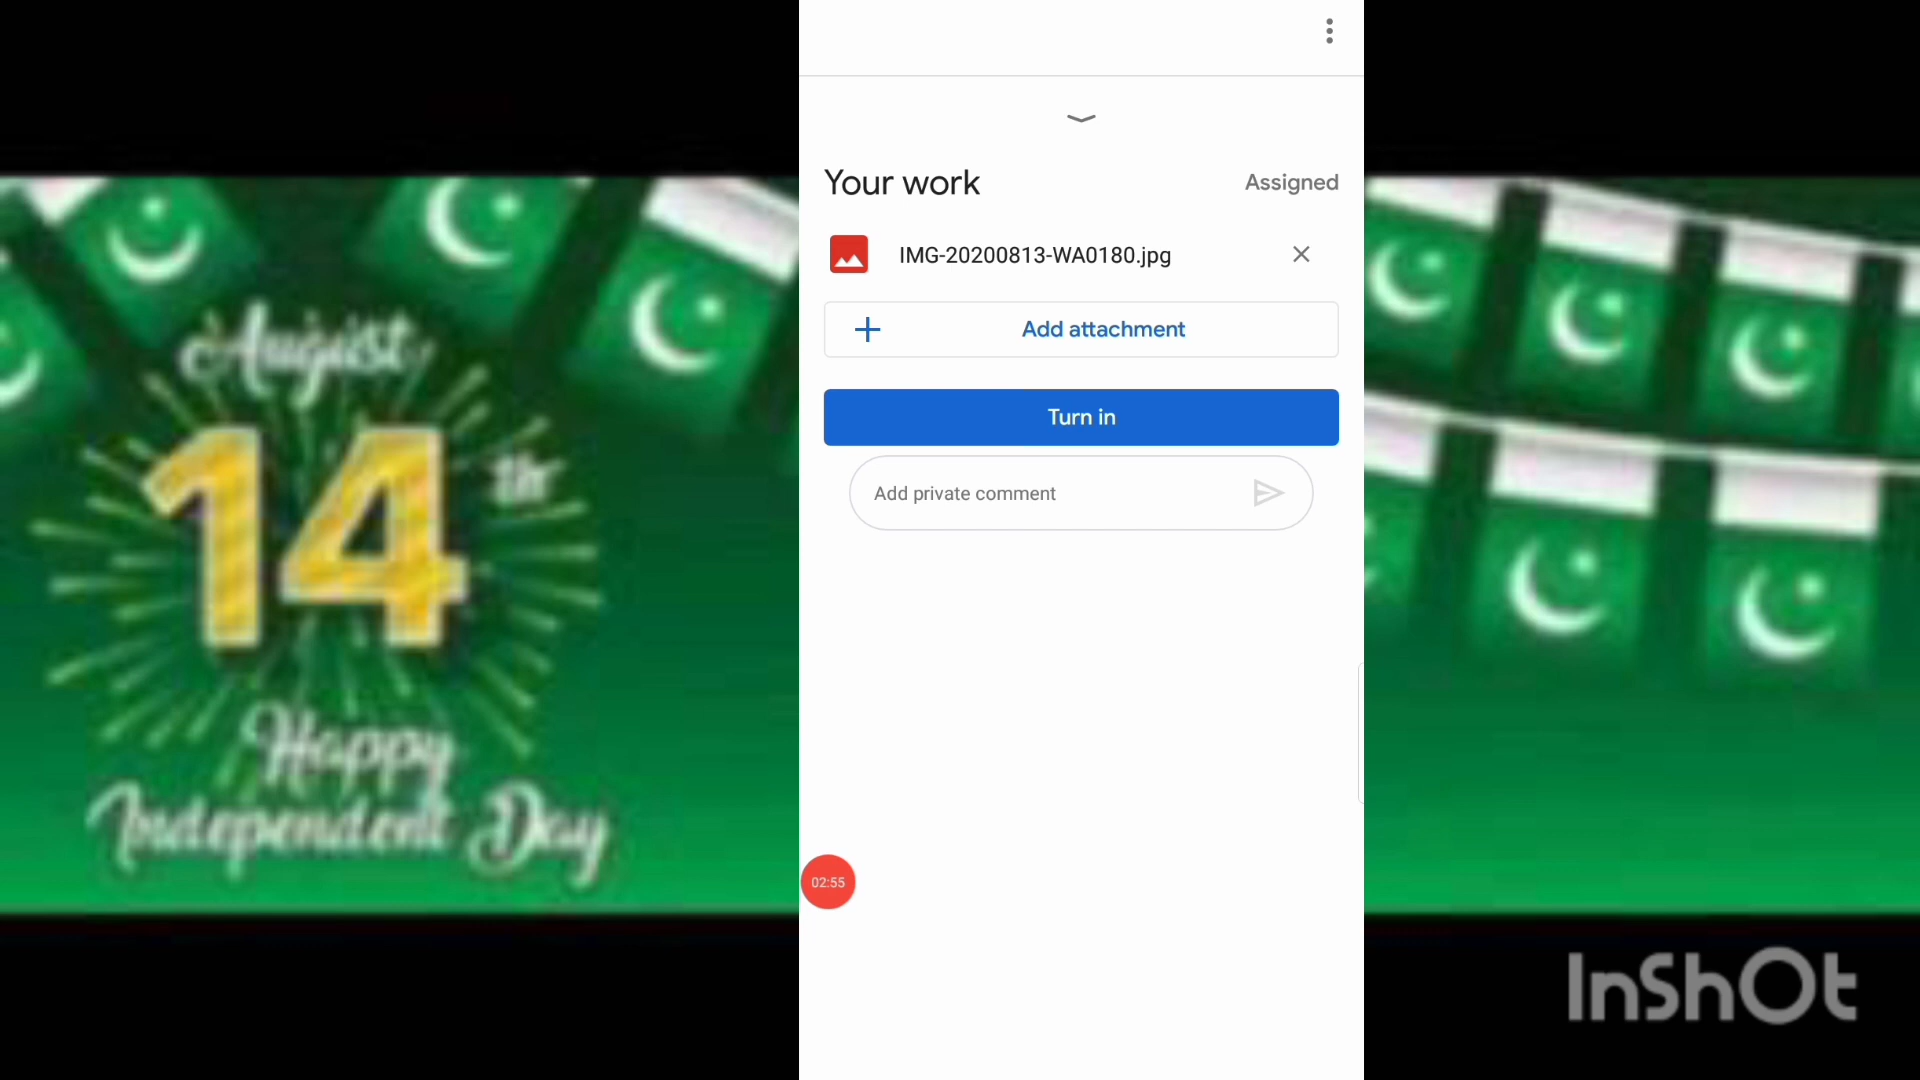 August
14th
Happy
Independent Day
Your work
Assigned
IMG-20200813-WA0180.jpg
Add attachment
Turn in
Add private comment
02:55
InShOt